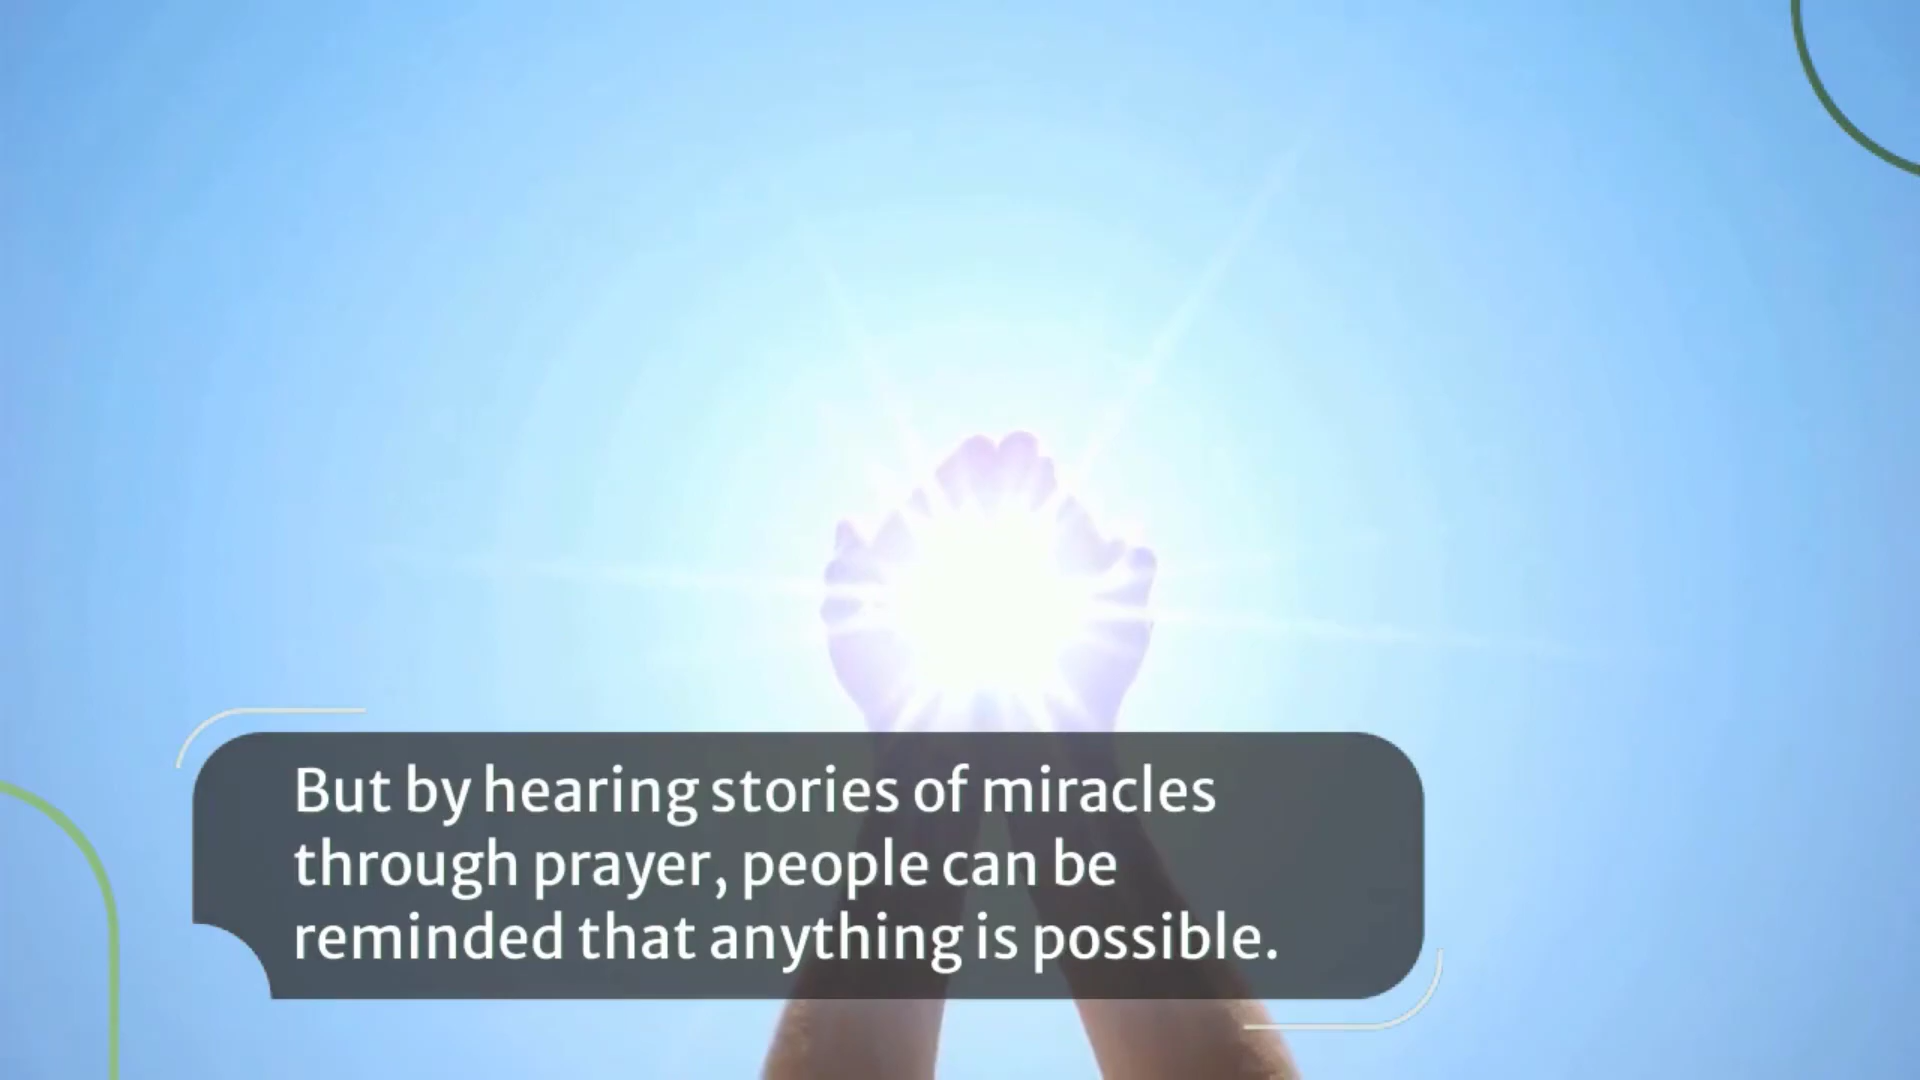 But by hearing stories of miracles
through prayer, people can be
reminded that anything is possible.